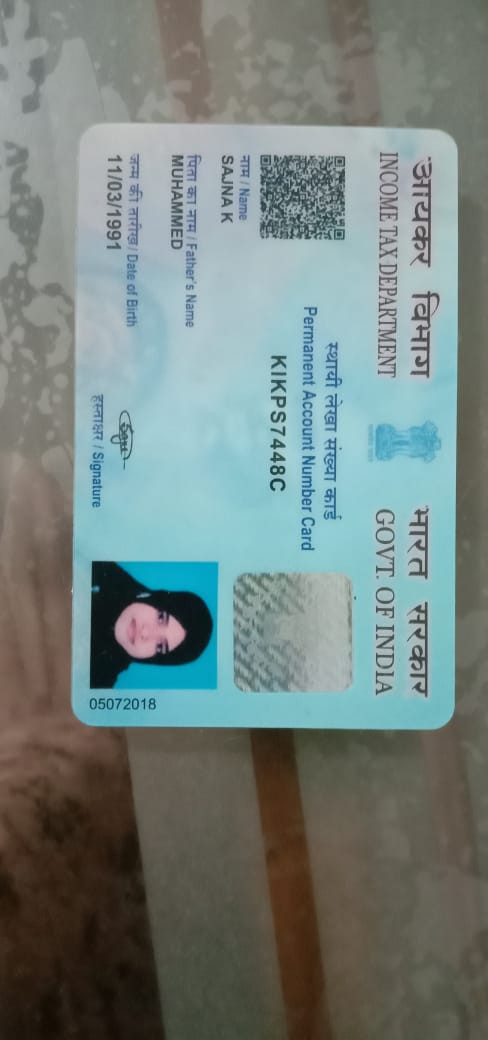 आयकर विभाग
INCOME TAX DEPARTMENT
भारत सरकार
GOVT. OF INDIA
स्थायी लेखा संख्या कार्ड
Permanent Account Number Card
KIKPS7448C
नाम / Name
SAJNA K
पिता का नाम / Father's Name
MUHAMMED
जन्म की तारीख / Date of Birth
11/03/1991
हस्ताक्षर / Signature
05072018